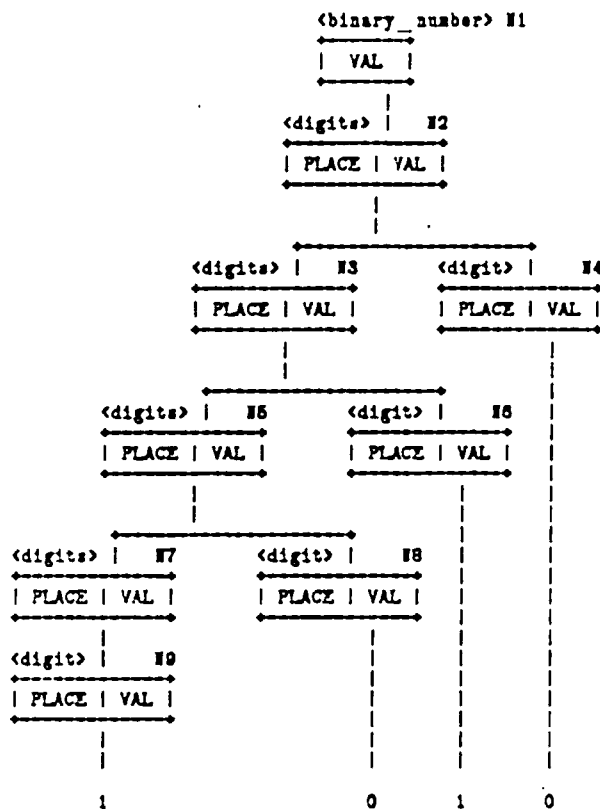 <binary_number> N1
| VAL |
<digits> | N2
| PLACE | VAL |
<digits> | N3 <digit> | N4
| PLACE | VAL | | PLACE | VAL |
<digits> | N5 <digit> | N6
| PLACE | VAL | | PLACE | VAL |
<digits> | N7 <digit> | N8
| PLACE | VAL | | PLACE | VAL |
<digit> | N9
| PLACE | VAL |
1 0 1 0